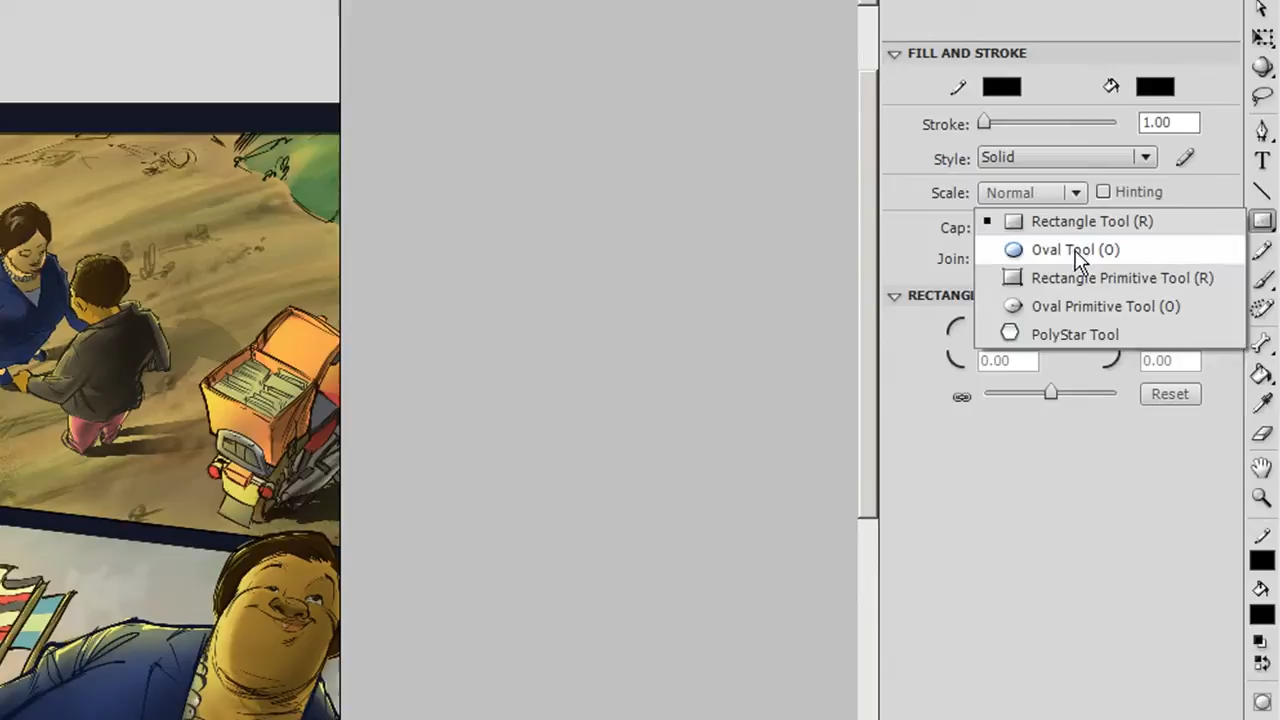 FILL AND STROKE
Stroke: 1.00
Style: Solid
Scale: Normal Hinting
Cap:
Join:
Rectangle Tool (R)
Oval Tool (O)
Rectangle Primitive Tool (R)
Oval Primitive Tool (O)
PolyStar Tool
RECTANGL
0.00 0.00
Reset
T